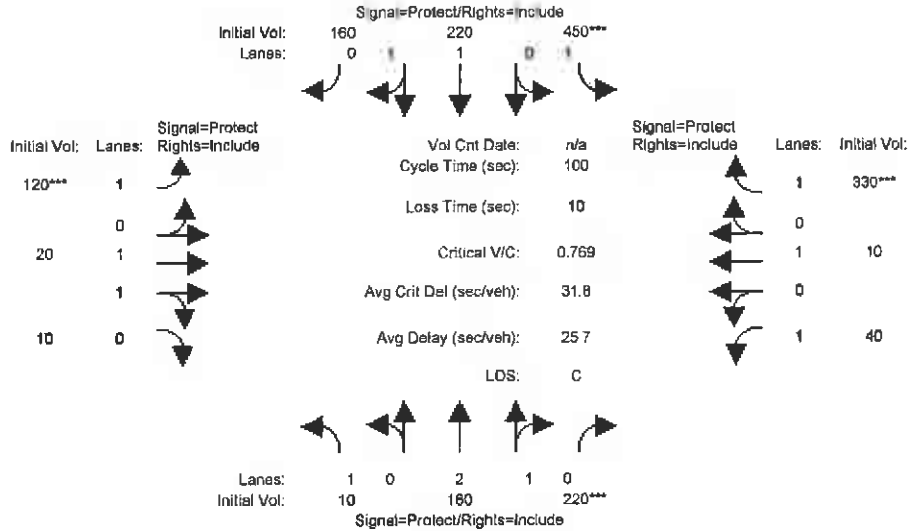 Signal=Protect/Rights=Include
Initial Vol: 160 220 450***
Lanes: 0 1 1 0 1
Signal=Protect
Rights=Include
Initial Vol: Lanes:
Vol Cnt Date: n/a
Signal=Protect
Rights=Include
Lanes: Initial Vol:
Cycle Time (sec): 100
120*** 1
1 330***
Loss Time (sec): 10
0
0
20 1
Critical V/C: 0.769
1 10
1
Avg Crit Del (sec/veh): 31.8
0
10 0
Avg Delay (sec/veh): 25 7
1 40
LOS: C
Lanes: 1 0 2 1 0
Initial Vol: 10 160 220***
Signal=Protect/Rights=Include